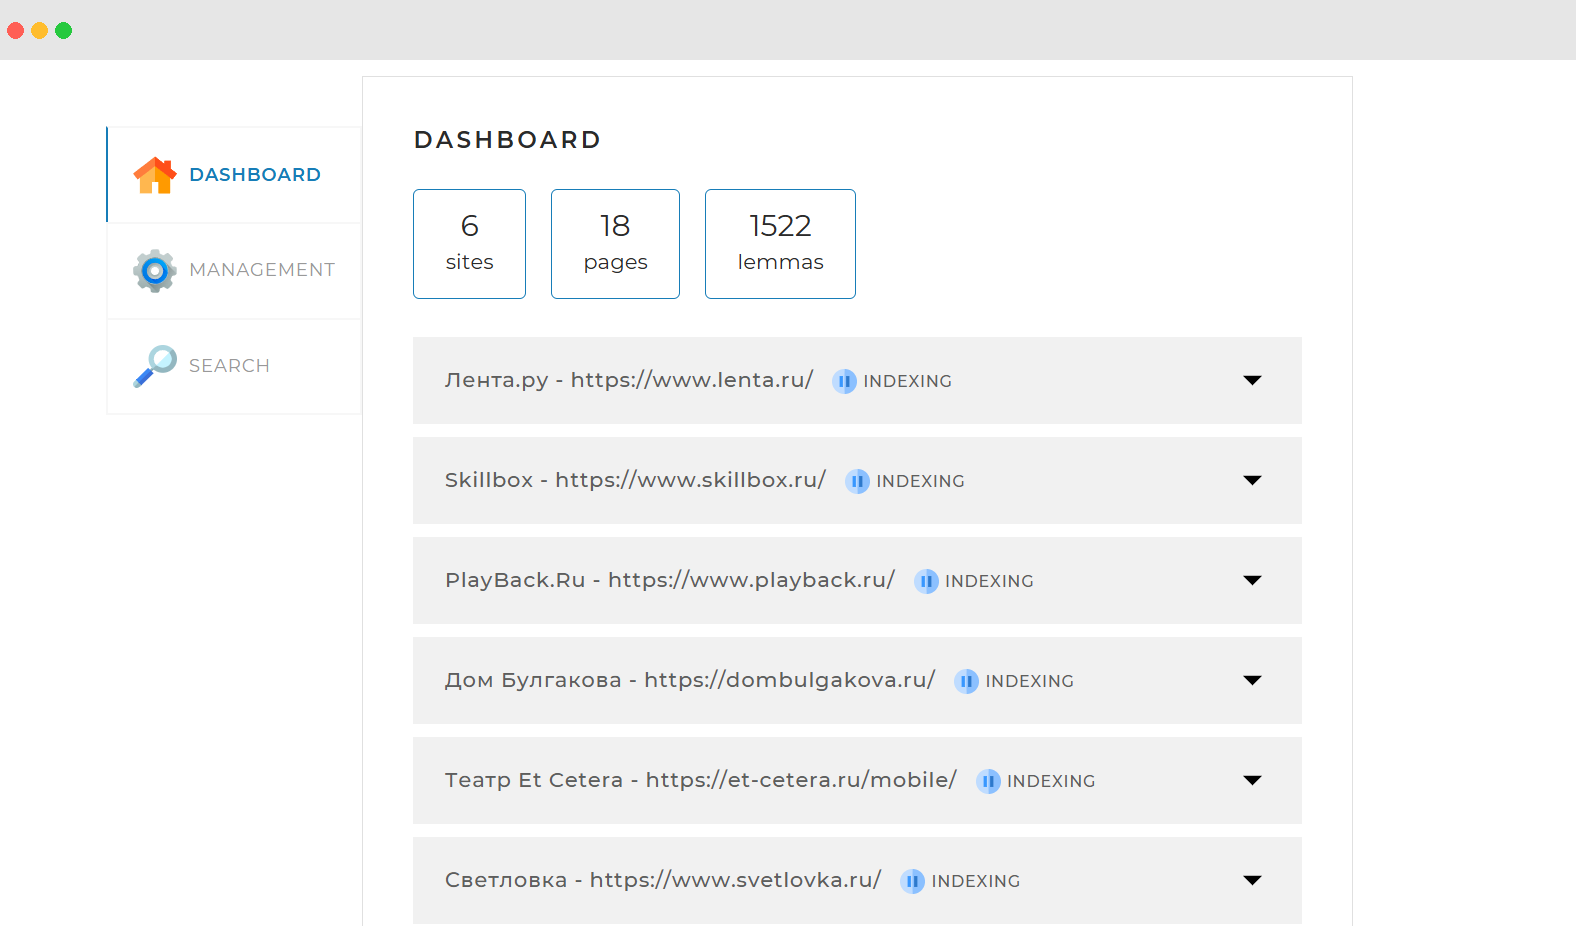 DASHBOARD
MANAGEMENT
SEARCH
DASHBOARD
6
sites
18
pages
1522
lemmas
Лента.ру - https://www.lenta.ru/ INDEXING
Skillbox - https://www.skillbox.ru/ INDEXING
PlayBack.Ru - https://www.playback.ru/ INDEXING
Дом Булгакова - https://dombulgakova.ru/ INDEXING
Театр Et Cetera - https://et-cetera.ru/mobile/ INDEXING
Светловка - https://www.svetlovka.ru/ INDEXING